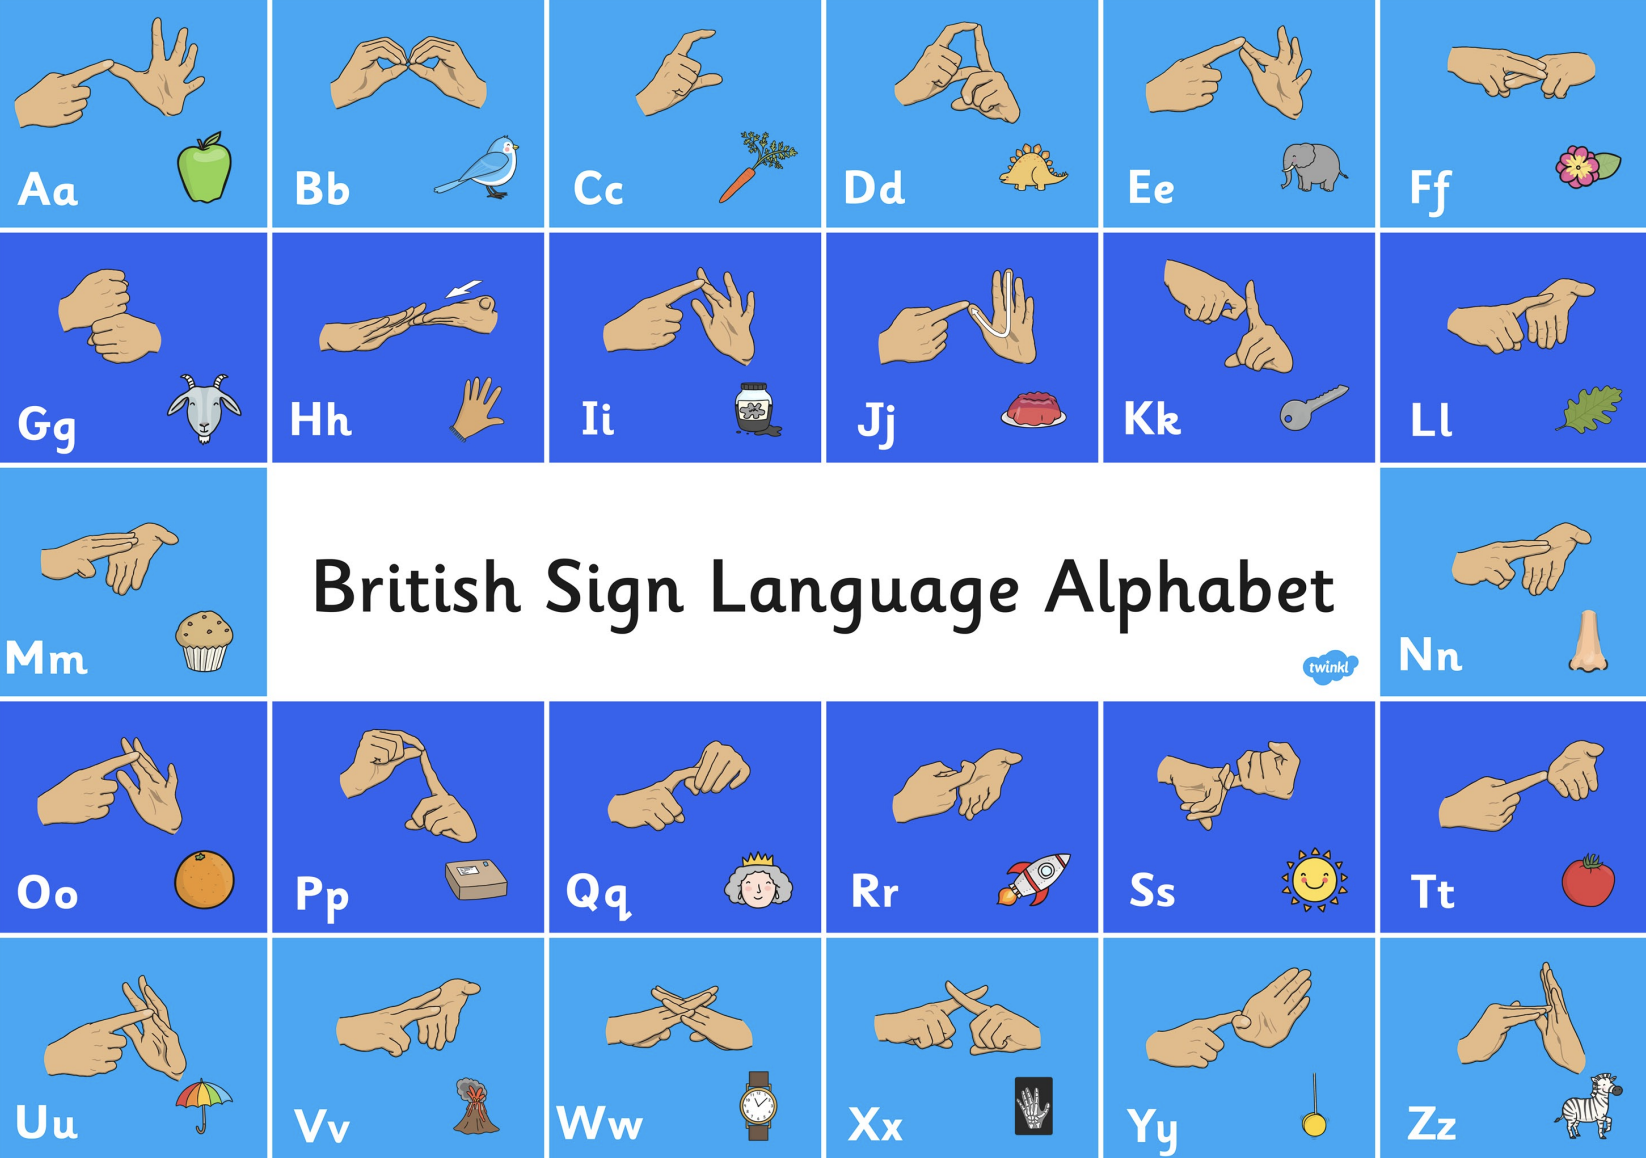 Aa
Bb
Cc
Dd
Ee
Ff
Gg
Hh
Ii
Jj
Kk
Ll
Mm
British Sign Language Alphabet
twinkl
Nn
Oo
Pp
Qq
Rr
Ss
Tt
Uu
Vv
Ww
Xx
Yy
Zz